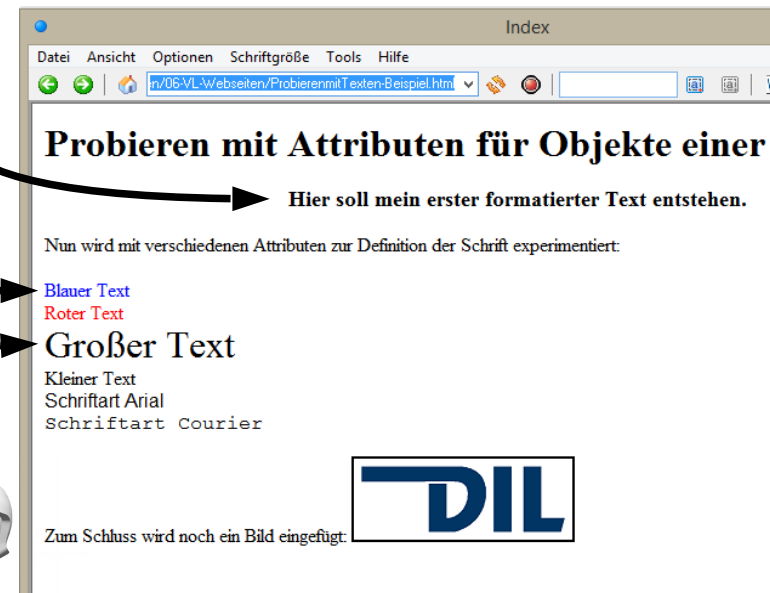 Index
Datei Ansicht Optionen Schriftgröße Tools Hilfe
en/06-VL-Webseiten/ProbierenmitTexten-Beispiel.html
Probieren mit Attributen für Objekte einer
Hier soll mein erster formatierter Text entstehen.
Nun wird mit verschiedenen Attributen zur Definition der Schrift experimentiert:
Blauer Text
Roter Text
Großer Text
Kleiner Text
Schriftart Arial
Schriftart Courier
DIL
Zum Schluss wird noch ein Bild eingefügt: